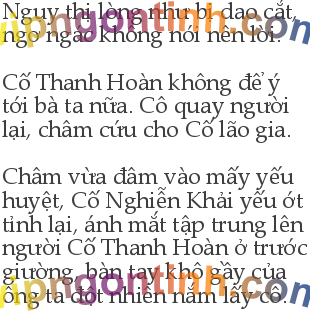 Ngụy thị lòng như bị dao cắt,
ngơ ngác không nói nên lời.
Cố Thanh Hoàn không để ý
tới bà ta nữa. Cô quay người
lại, châm cứu cho Cố lão gia.
Châm vừa đâm vào mấy yếu
huyệt, Cố Nghiễn Khải yếu ớt
tỉnh lại, ánh mắt tập trung lên
người Cố Thanh Hoàn ở trước
giường, bàn tay khô gầy của
ông ta đột nhiên nắm lấy cô.